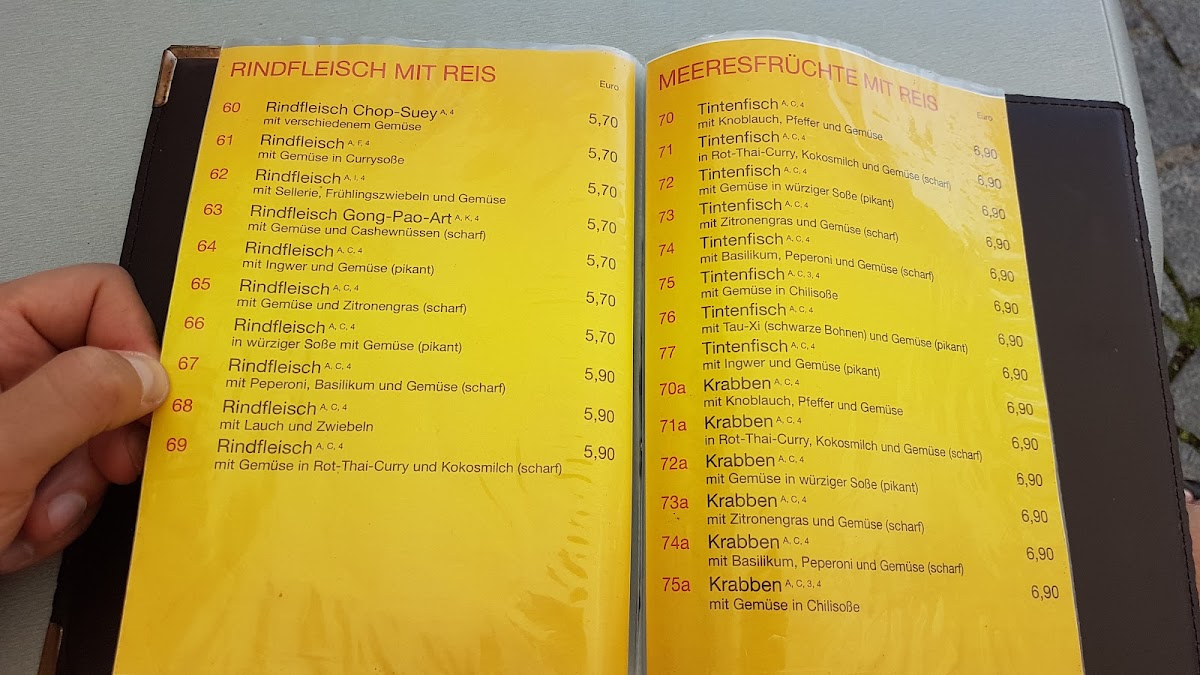 RINDFLEISCH MIT REIS
Euro
60 Rindfleisch Chop-Suey A, 4
mit verschiedenem Gemüse 5,70
61 Rindfleisch A, F, 4
mit Gemüse in Currysoße 5,70
62 Rindfleisch A, I, 4
mit Sellerie, Frühlingszwiebeln und Gemüse 5,70
63 Rindfleisch Gong-Pao-Art A, K, 4
mit Gemüse und Cashewnüssen (scharf) 5,70
64 Rindfleisch A, C, 4
mit Ingwer und Gemüse (pikant) 5,70
65 Rindfleisch A, C, 4
mit Gemüse und Zitronengras (scharf) 5,70
66 Rindfleisch A, C, 4
in würziger Soße mit Gemüse (pikant) 5,70
67 Rindfleisch A, C, 4
mit Peperoni, Basilikum und Gemüse (scharf) 5,90
68 Rindfleisch A, C, 4
mit Lauch und Zwiebeln 5,90
69 Rindfleisch A, C, 4
mit Gemüse in Rot-Thai-Curry und Kokosmilch (scharf) 5,90
MEERESFRÜCHTE MIT REIS
Euro
70 Tintenfisch A, C, 4
mit Knoblauch, Pfeffer und Gemüse 6,90
71 Tintenfisch A, C, 4
in Rot-Thai-Curry, Kokosmilch und Gemüse (scharf) 6,90
72 Tintenfisch A, C, 4
mit Gemüse in würziger Soße (pikant) 6,90
73 Tintenfisch A, C, 4
mit Zitronengras und Gemüse (scharf) 6,90
74 Tintenfisch A, C, 4
mit Basilikum, Peperoni und Gemüse (scharf) 6,90
75 Tintenfisch A, C, 3, 4
mit Gemüse in Chilisoße 6,90
76 Tintenfisch A, C, 4
mit Tau-Xi (schwarze Bohnen) und Gemüse (pikant) 6,90
77 Tintenfisch A, C, 4
mit Ingwer und Gemüse (pikant) 6,90
70a Krabben A, C, 4
mit Knoblauch, Pfeffer und Gemüse 6,90
71a Krabben A, C, 4
in Rot-Thai-Curry, Kokosmilch und Gemüse (scharf) 6,90
72a Krabben A, C, 4
mit Gemüse in würziger Soße (pikant) 6,90
73a Krabben A, C, 4
mit Zitronengras und Gemüse (scharf) 6,90
74a Krabben A, C, 4
mit Basilikum, Peperoni und Gemüse (scharf) 6,90
75a Krabben A, C, 3, 4
mit Gemüse in Chilisoße 6,90